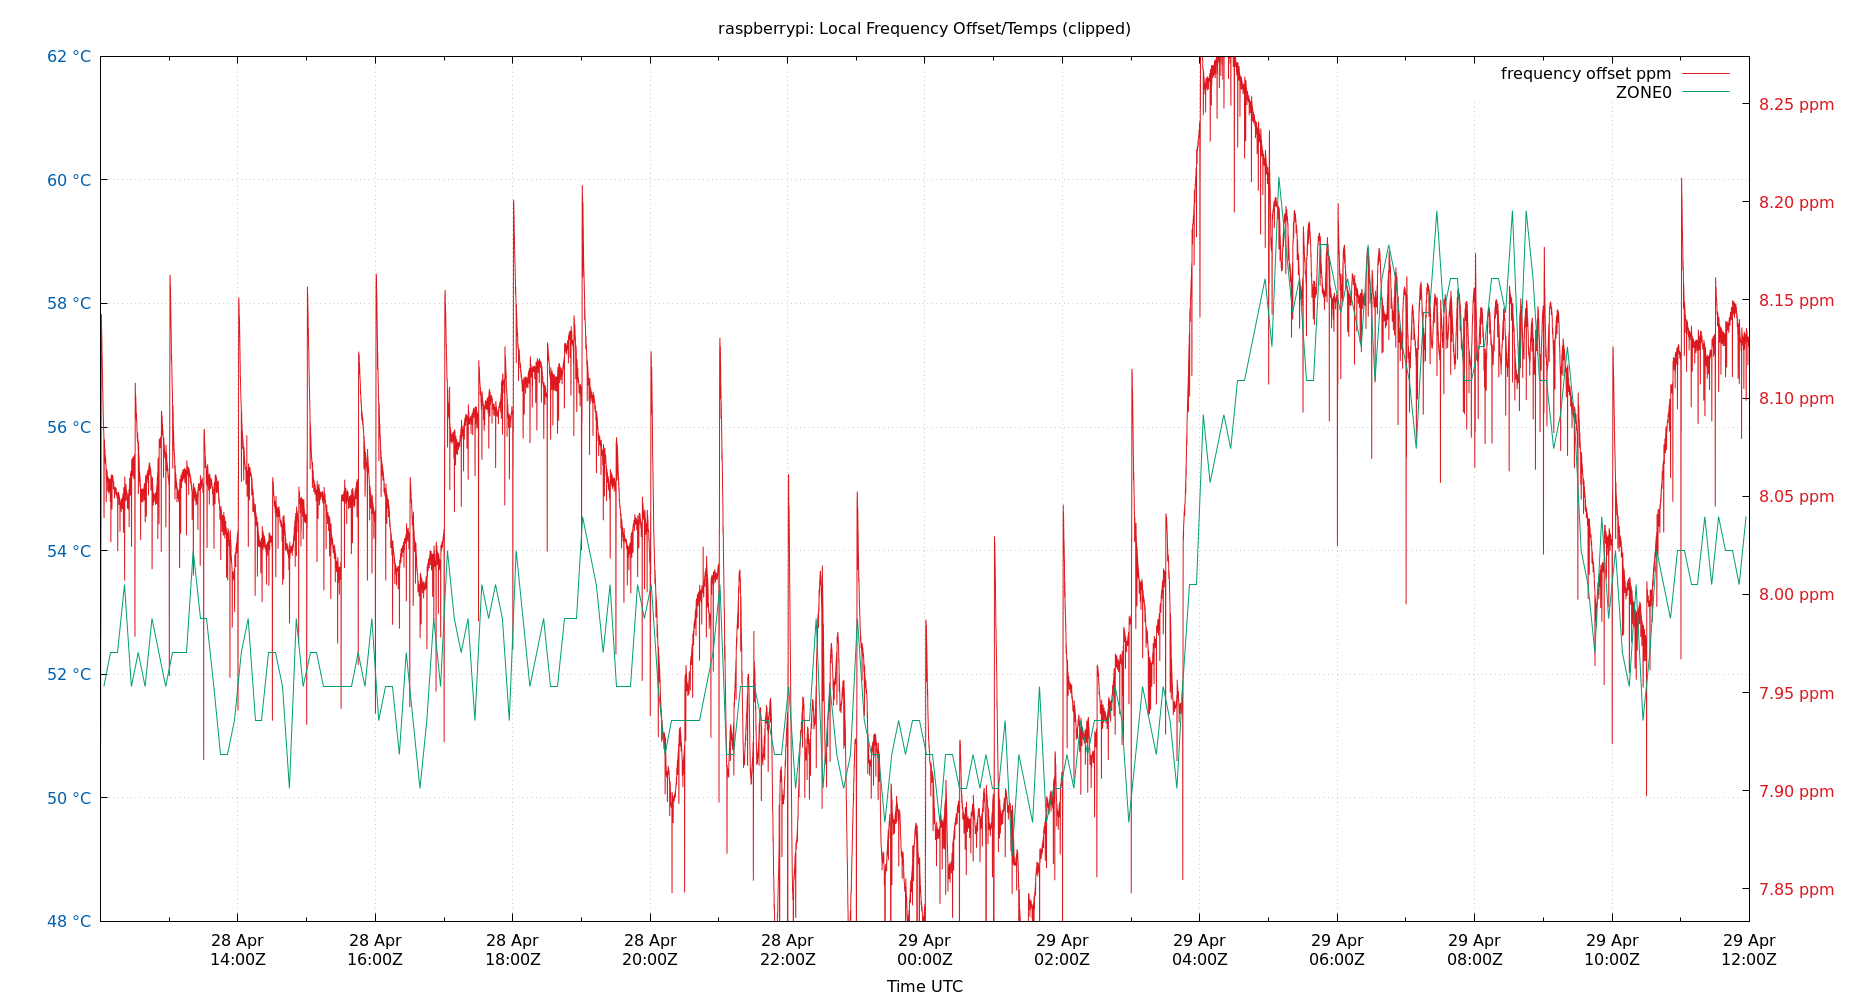 raspberrypi: Local Frequency Offset/Temps (clipped)
62 °C
60 °C
58 °C
56 °C
54 °C
52 °C
50 °C
48 °C
frequency offset ppm
ZONE0
8.25 ppm
8.20 ppm
8.15 ppm
8.10 ppm
8.05 ppm
8.00 ppm
7.95 ppm
7.90 ppm
7.85 ppm
28 Apr
14:00Z
28 Apr
16:00Z
28 Apr
18:00Z
28 Apr
20:00Z
28 Apr
22:00Z
29 Apr
00:00Z
29 Apr
02:00Z
29 Apr
04:00Z
29 Apr
06:00Z
29 Apr
08:00Z
29 Apr
10:00Z
29 Apr
12:00Z
Time UTC